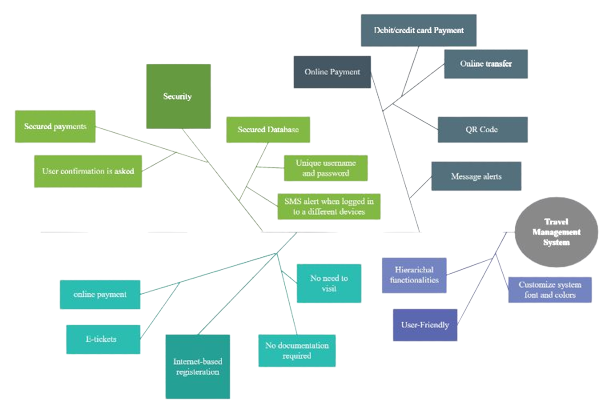 Debit/credit card Payment
Online transfer
Online Payment
Security
Secured payments
Secured Database
QR Code
User confirmation is asked
Unique username
and password
Message alerts
SMS alert when logged in
to a different devices
Travel
Management
System
Hierarichal
functionalities
No need to
visit
Customize system
font and colors
online payment
User-Friendly
E-tickets
No documentation
required
Internet-based
registeration